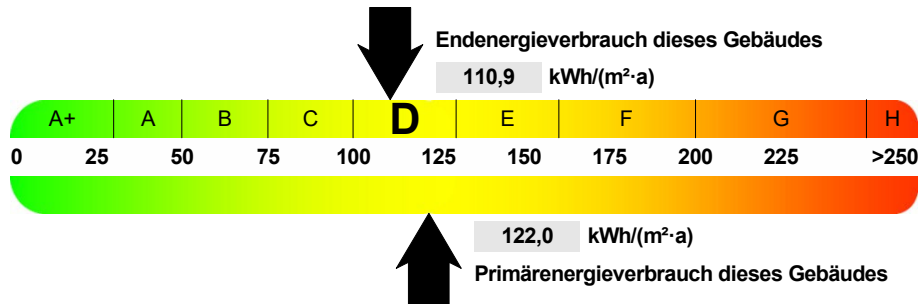 Endenergieverbrauch dieses Gebäudes
110,9 kWh/(m²·a)
A+ A B C D E F G H
0 25 50 75 100 125 150 175 200 225 >250
122,0 kWh/(m²·a)
Primärenergieverbrauch dieses Gebäudes